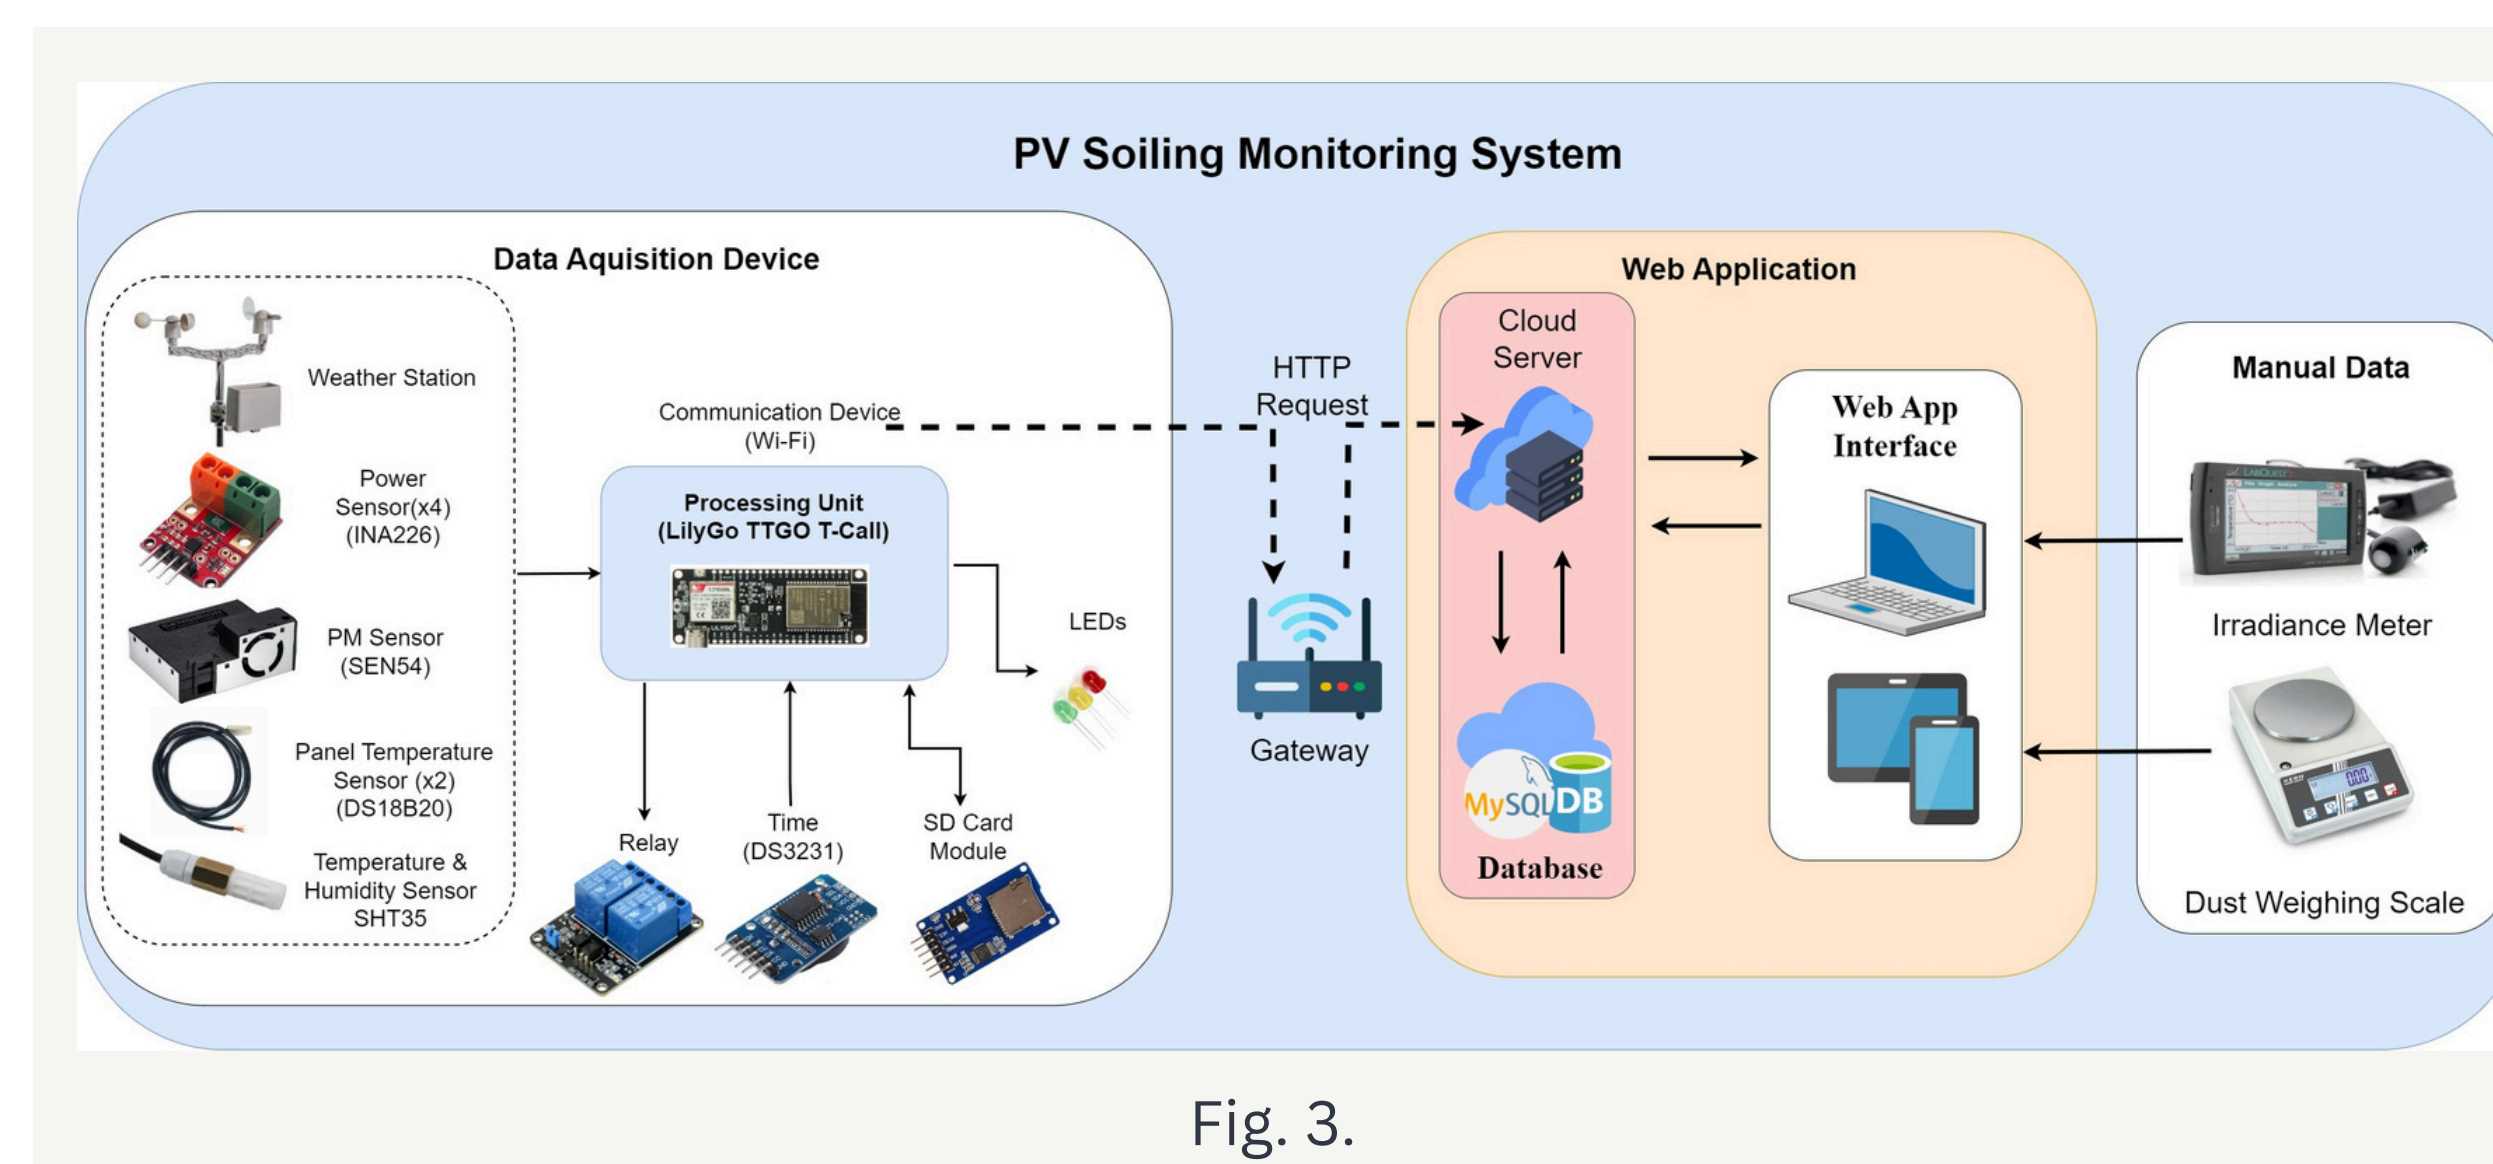 PV Soiling Monitoring System
Data Aquisition Device
Weather Station
Power
Sensor(x4)
(INA226)
PM Sensor
(SEN54)
Panel Temperature
Sensor (x2)
(DS18B20)
Temperature &
Humidity Sensor
SHT35
Communication Device
(Wi-Fi)
Processing Unit
(LilyGo TTGO T-Call)
LEDs
Relay
Time
(DS3231)
SD Card
Module
HTTP
Request
Gateway
Web Application
Cloud
Server
MySQL DB
Database
Web App
Interface
Manual Data
LABQUEST
Irradiance Meter
KERN
Dust Weighing Scale
Fig. 3.